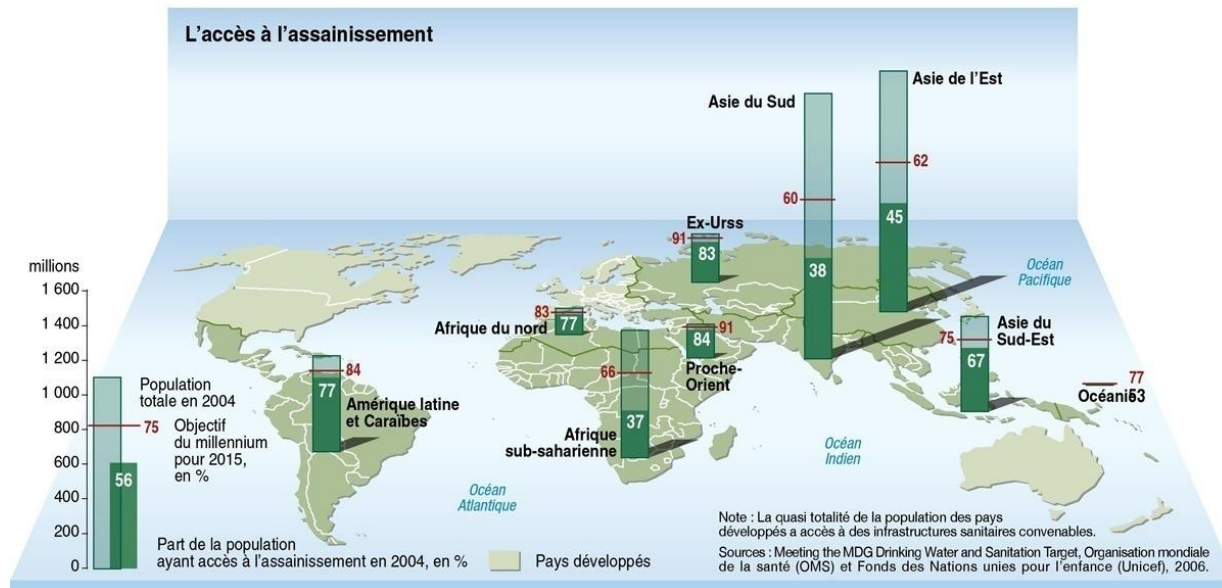 L'accès à l'assainissement
Asie de l'Est
Asie du Sud
62
60
45
Ex-Urss
91
83
38
Océan
Pacifique
millions
1 600
1 400
1 200
1 000
800
600
400
200
0
Afrique du nord
83
77
91
84
Proche-
Orient
Asie du
Sud-Est
75
67
84
77
Amérique latine
et Caraïbes
66
37
Afrique
sub-saharienne
77
Océanie
53
Population
totale en 2004
75
Objectif
du millennium
pour 2015,
en %
56
Part de la population
ayant accès à l'assainissement en 2004, en %
Pays développés
Océan
Atlantique
Océan
Indien
Note : La quasi totalité de la population des pays
développés a accès à des infrastructures sanitaires convenables.
Sources : Meeting the MDG Drinking Water and Sanitation Target, Organisation mondiale
de la santé (OMS) et Fonds des Nations unies pour l'enfance (Unicef), 2006.